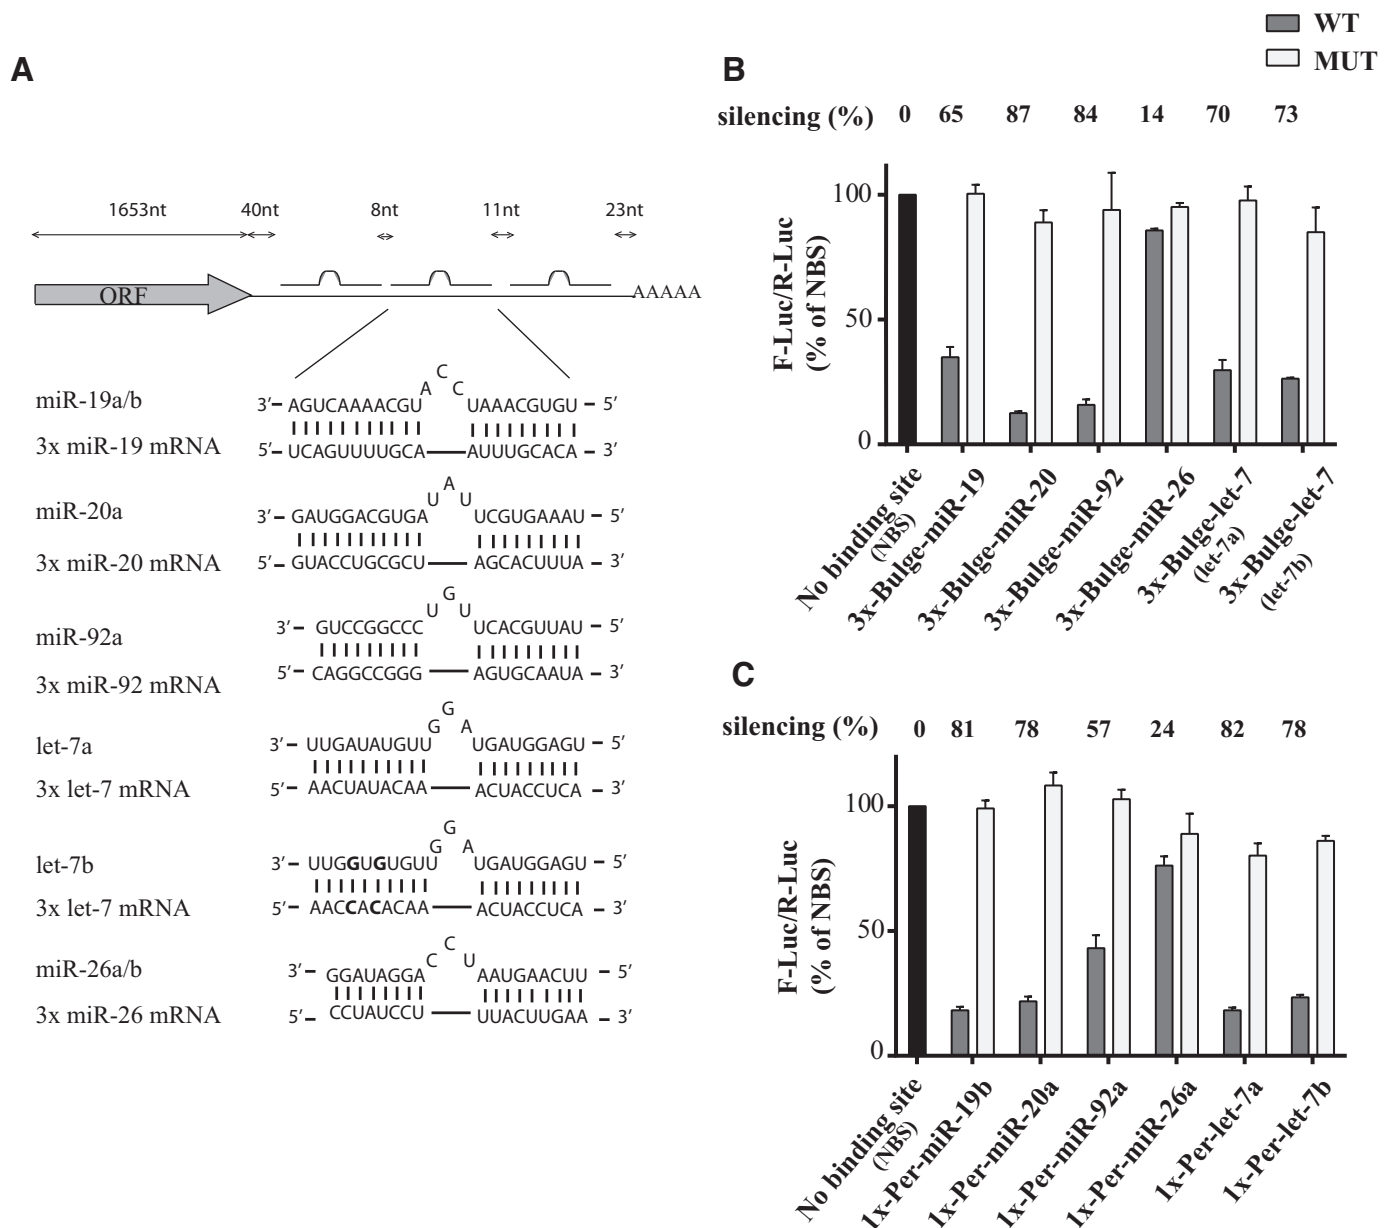 A
1653nt 40nt 8nt 11nt 23nt
ORF AAAAA
miR-19a/b
3′– AGUCAAAACGU A C C UAAACGUGU – 5′
3x miR-19 mRNA
5′– UCAGUUUUGCA AUUUGCACA – 3′
miR-20a
3′– GAUGGACGUGA U A U UCGUGAAAU – 5′
3x miR-20 mRNA
5′– GUACCUGCGCU AGCACUUUA – 3′
miR-92a
3′– GUCCGGCCC U G U UCACGUUAU – 5′
3x miR-92 mRNA
5′– CAGGCCGGG AGUGCAAUA – 3′
let-7a
3′– UUGAUAUGUU G G A UGAUGGAGU – 5′
3x let-7 mRNA
5′– AACUAUACAA ACUACCUCA – 3′
let-7b
3′– UUGGUGUGUU G G A UGAUGGAGU – 5′
3x let-7 mRNA
5′– AACCACACAA ACUACCUCA – 3′
miR-26a/b
3′– GGAUAGGA C C U AAUGAACUU – 5′
3x miR-26 mRNA
5′– CCUAUCCU UUACUUGAA – 3′
WT
MUT
B
silencing (%) 0 65 87 84 14 70 73
F-Luc/R-Luc
(% of NBS)
100
50
0
No binding site
(NBS)
3x-Bulge-miR-19
3x-Bulge-miR-20
3x-Bulge-miR-92
3x-Bulge-miR-26
3x-Bulge-let-7
(let-7a)
3x-Bulge-let-7
(let-7b)
C
silencing (%) 0 81 78 57 24 82 78
F-Luc/R-Luc
(% of NBS)
100
50
0
No binding site
(NBS)
1x-Per-miR-19b
1x-Per-miR-20a
1x-Per-miR-92a
1x-Per-miR-26a
1x-Per-let-7a
1x-Per-let-7b